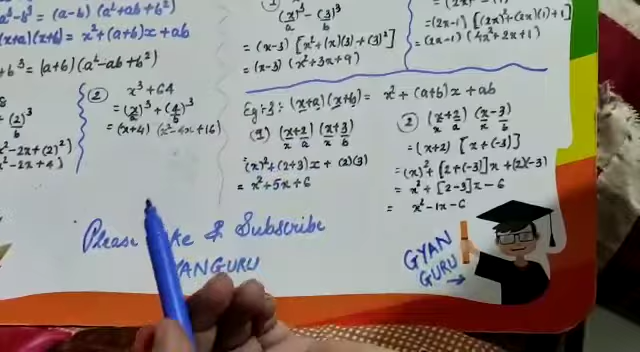 a³-b³ = (a-b) (a²+ab+b²)
(x+a)(x+b) = x²+(a+b)x+ab
+b³ = (a+b) (a²-ab+b²)
(2)³
b
x²-2x+(2)²)
x²-2x+4)
② x³+64
= (x)³ + (4)³
a b
= (x+4) (x²-4x+16)
(x)³ - (3)³
a b
= (x-3) [x²+(x)(3)+(3)²]
= (x-3) (x²+3x+9)
= (2x-1) [(2x)²+(2x)(1)+1]
= (2x-1) (4x²+2x+1)
Eg:-3:- (x+a)(x+b) = x²+(a+b)x+ab
(x+2) (x+3)
x a x b
= (x)²+(2+3)x+(2)(3)
= x²+5x+6
② (x+2) (x-3)
x a x b
= (x+2) [x+(-3)]
= (x)²+[2+(-3)]x+(2)(-3)
= x²+[2-3]x-6
= x²-1x-6
Please & Subscribe
YANGURU
GYAN
GURU →